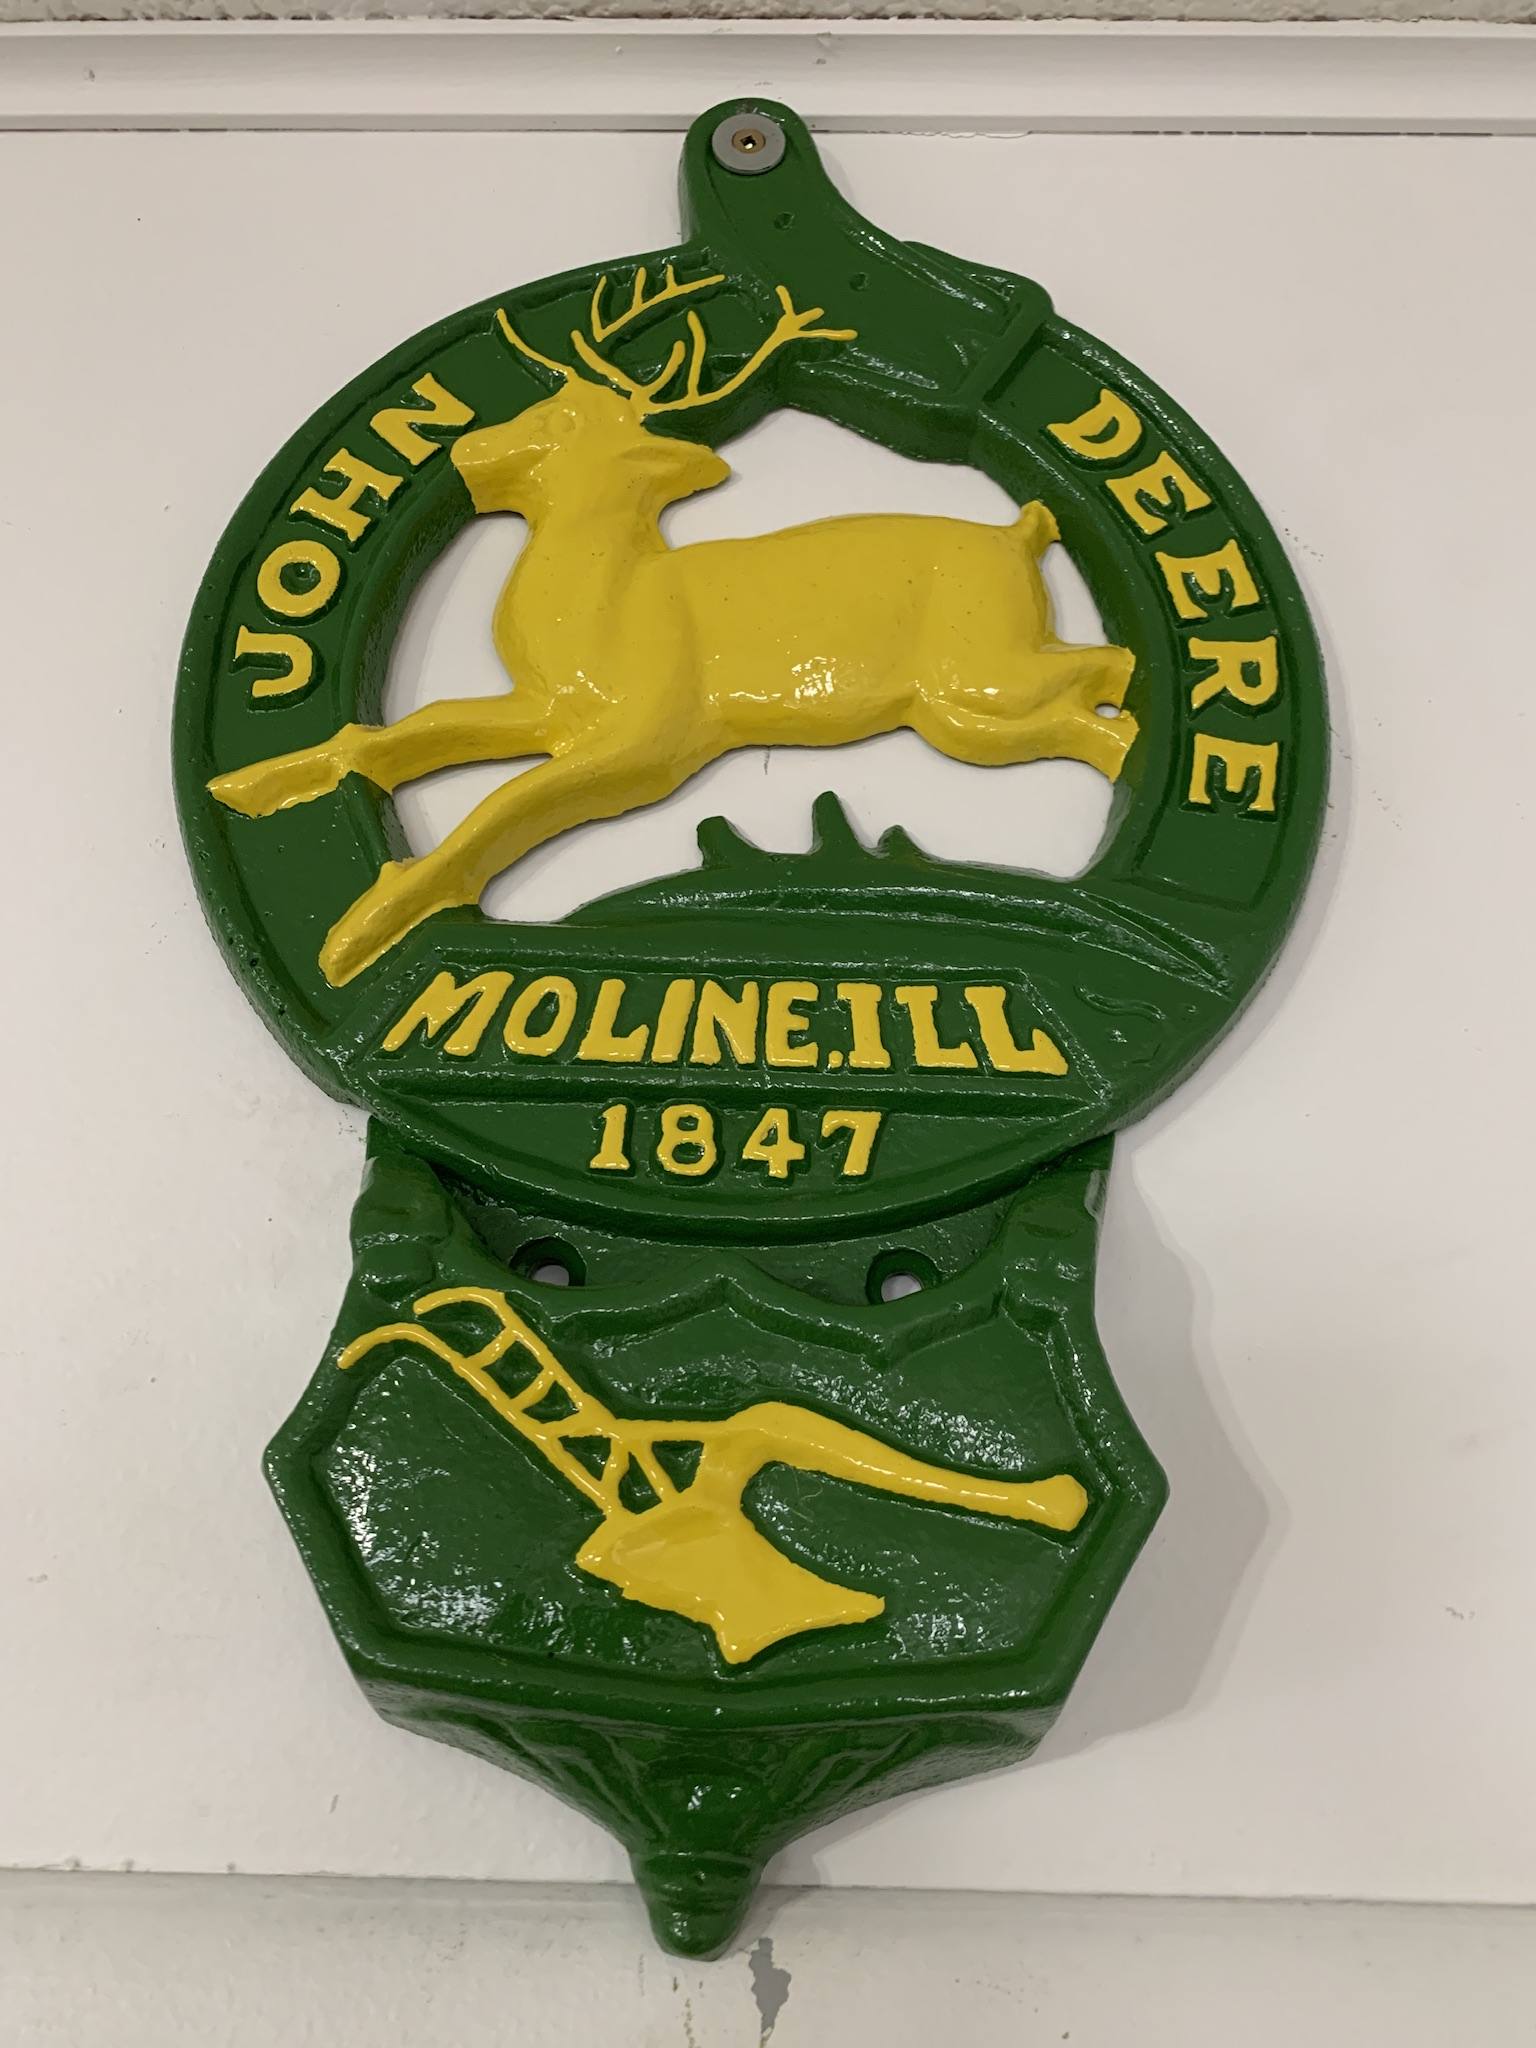 JOHN DEERE
MOLINE, ILL
1847